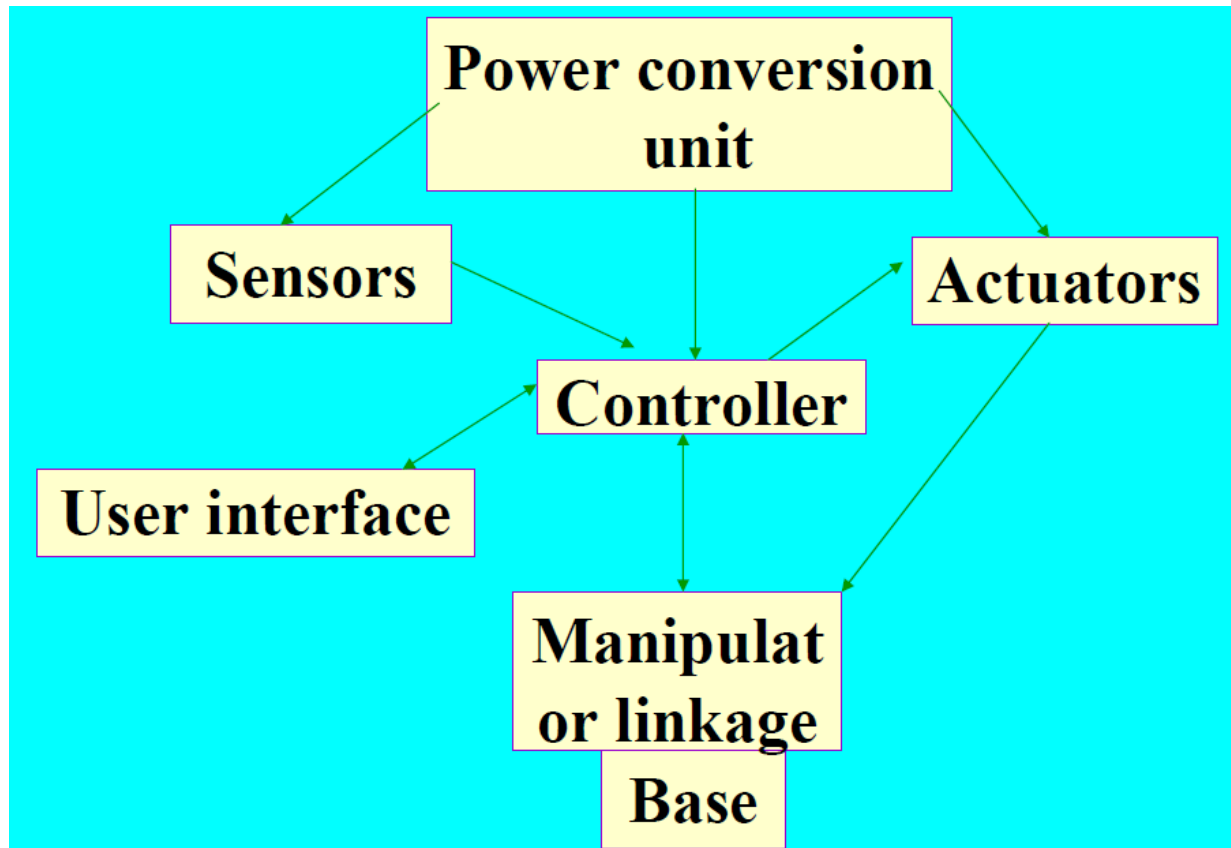 Power conversion
unit
Sensors
Actuators
Controller
User interface
Manipulat
or linkage
Base